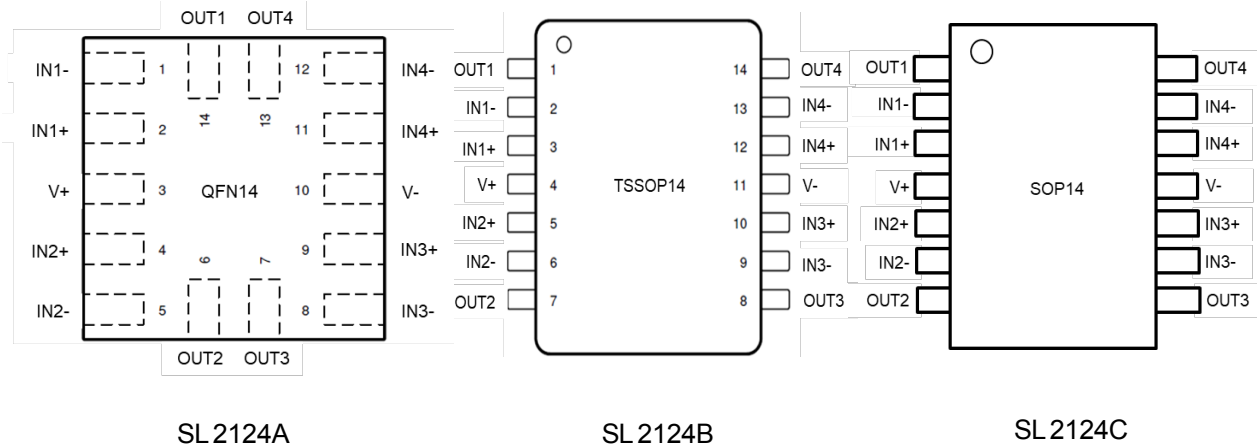 OUT1 OUT4
IN1- 1 12 IN4-
14 13
IN1+ 2 11 IN4+
V+ 3 QFN14 10 V-
IN2+ 4 9 IN3+
6 7
IN2- 5 8 IN3-
OUT2 OUT3
SL2124A
OUT1 1 14 OUT4
IN1- 2 13 IN4-
IN1+ 3 12 IN4+
V+ 4 TSSOP14 11 V-
IN2+ 5 10 IN3+
IN2- 6 9 IN3-
OUT2 7 8 OUT3
SL2124B
OUT1 OUT4
IN1- IN4-
IN1+ IN4+
V+ SOP14 V-
IN2+ IN3+
IN2- IN3-
OUT2 OUT3
SL2124C